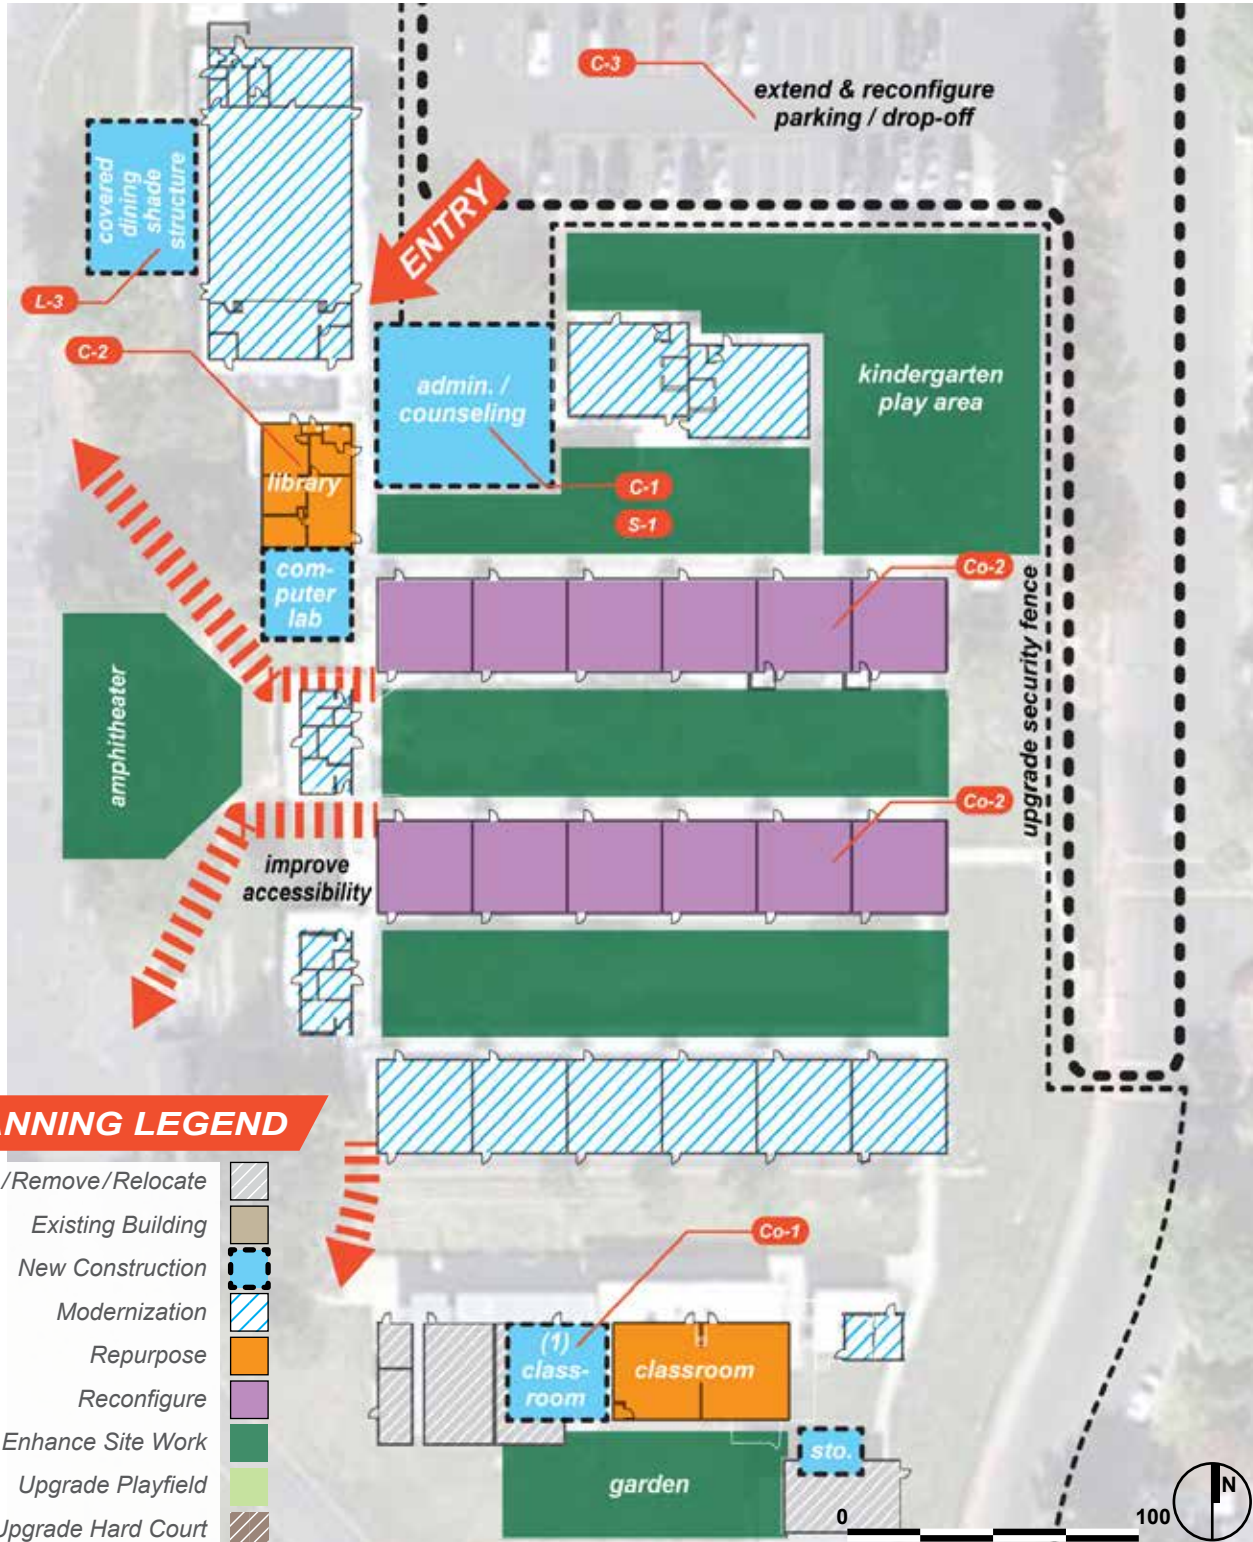 C-3
extend & reconfigure
parking / drop-off
covered
dining
shade
structure
ENTRY
L-3
C-2
admin. /
counseling
kindergarten
play area
library
C-1
S-1
com-
puter
lab
Co-2
upgrade security fence
amphitheater
Co-2
improve
accessibility
ANNING LEGEND
/Remove/Relocate
Existing Building
New Construction
Modernization
Repurpose
Reconfigure
Enhance Site Work
Upgrade Playfield
Upgrade Hard Court
Co-1
(1)
class-
room
classroom
sto.
garden
0
100
N